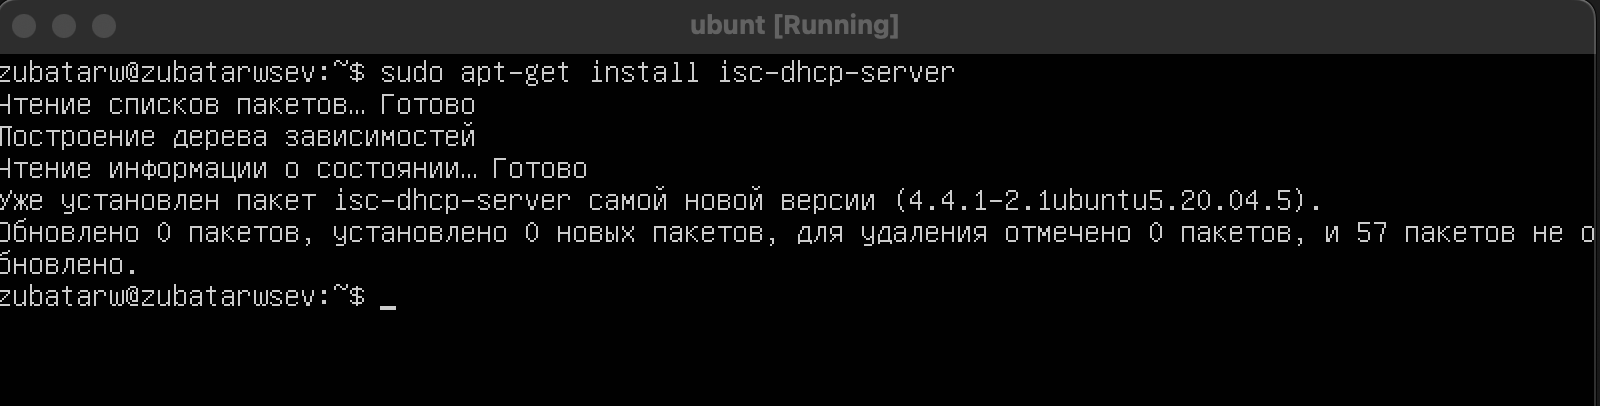 ubunt [Running]
zubatarw@zubatarwsev:~$ sudo apt-get install isc-dhcp-server
Чтение списков пакетов… Готово
Построение дерева зависимостей
Чтение информации о состоянии… Готово
Уже установлен пакет isc-dhcp-server самой новой версии (4.4.1-2.1ubuntu5.20.04.5).
Обновлено 0 пакетов, установлено 0 новых пакетов, для удаления отмечено 0 пакетов, и 57 пакетов не о
бновлено.
zubatarw@zubatarwsev:~$ _